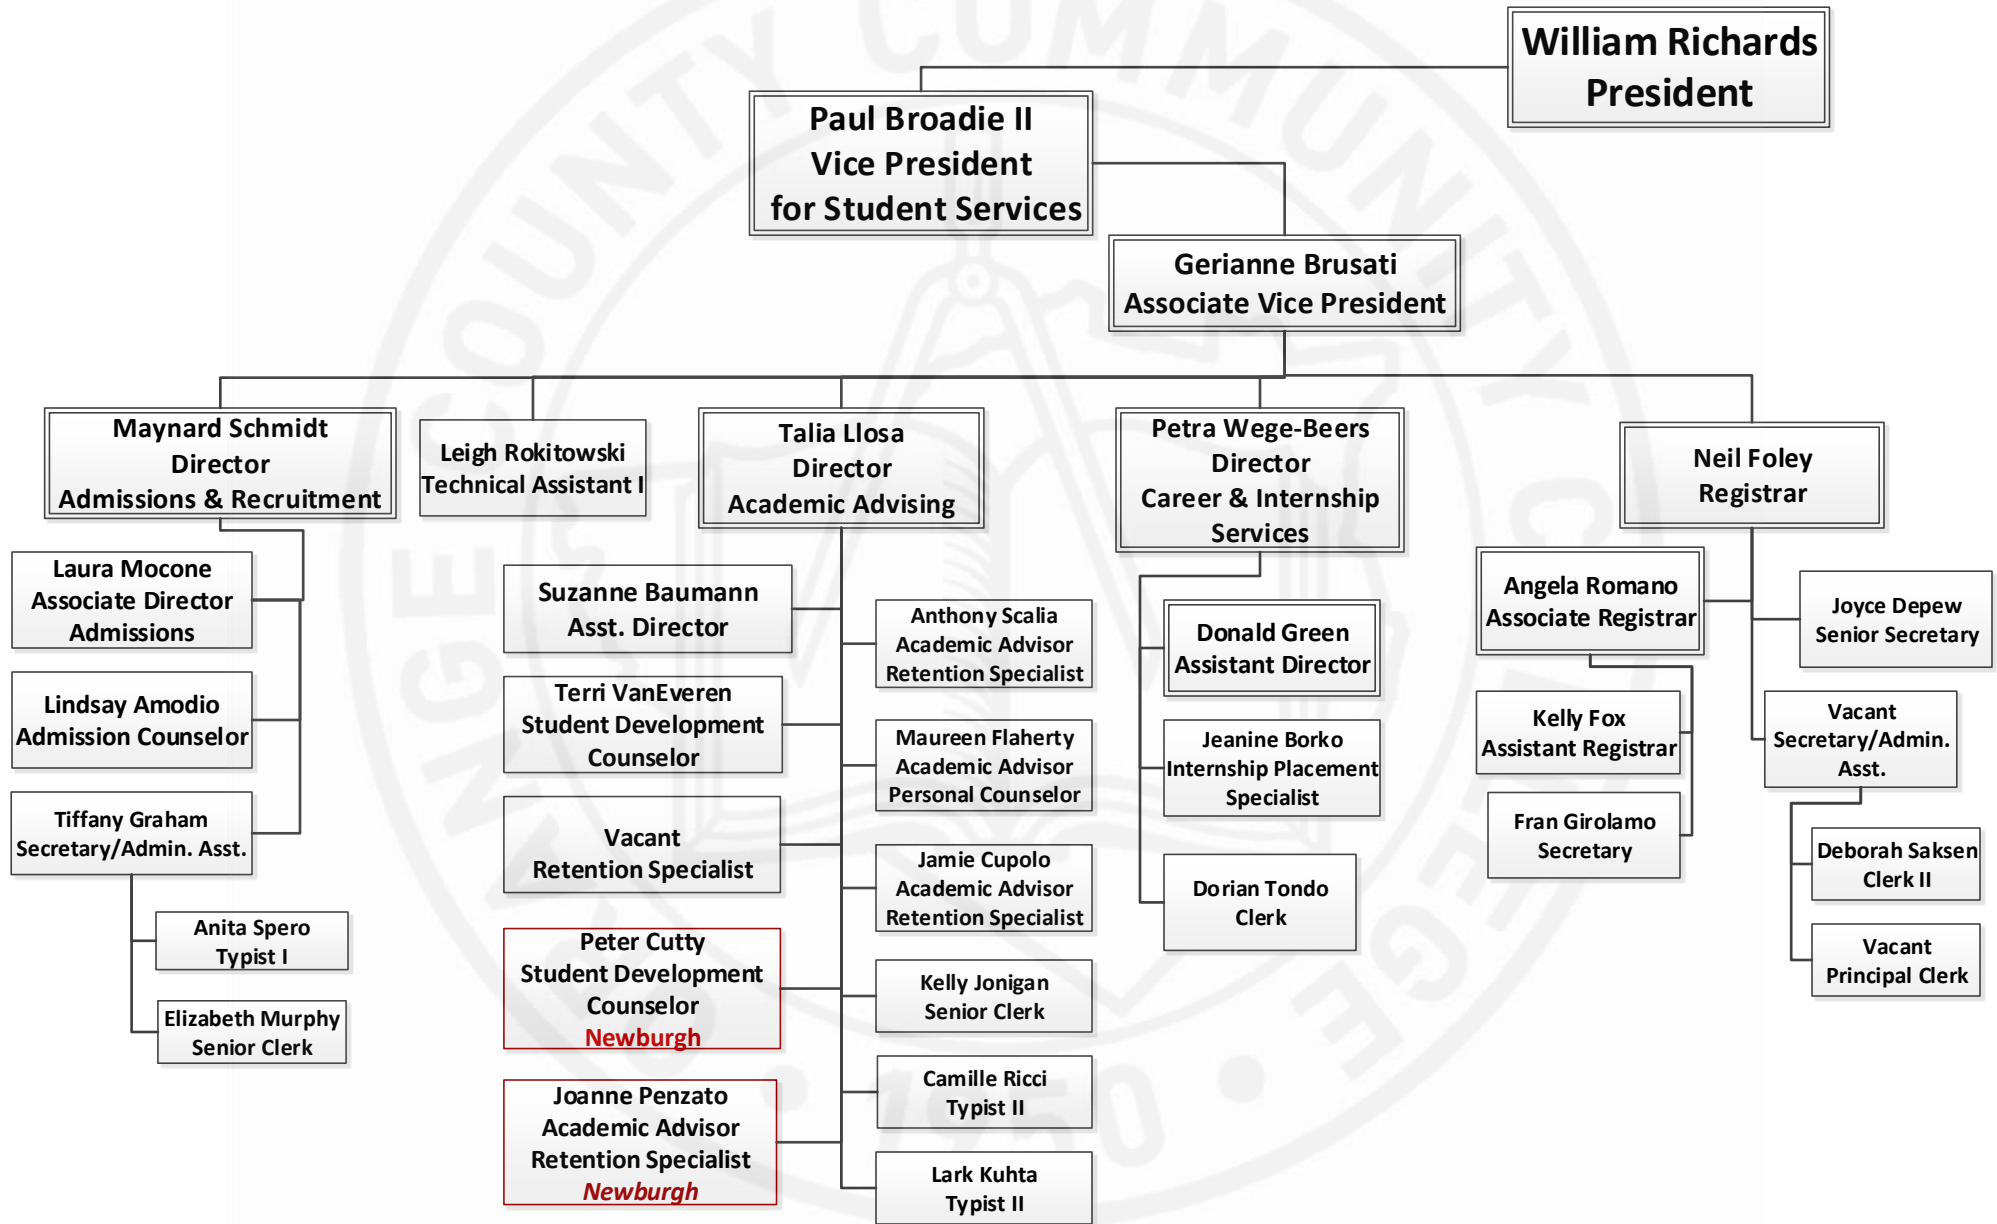 William Richards
President
Paul Broadie II
Vice President
for Student Services
Gerianne Brusati
Associate Vice President
Maynard Schmidt
Director
Admissions & Recruitment
Leigh Rokitowski
Technical Assistant I
Talia Llosa
Director
Academic Advising
Petra Wege-Beers
Director
Career & Internship
Services
Neil Foley
Registrar
Laura Mocone
Associate Director
Admissions
Lindsay Amodio
Admission Counselor
Tiffany Graham
Secretary/Admin. Asst.
Anita Spero
Typist I
Elizabeth Murphy
Senior Clerk
Suzanne Baumann
Asst. Director
Terri VanEveren
Student Development
Counselor
Vacant
Retention Specialist
Peter Cutty
Student Development
Counselor
Newburgh
Joanne Penzato
Academic Advisor
Retention Specialist
Newburgh
Anthony Scalia
Academic Advisor
Retention Specialist
Maureen Flaherty
Academic Advisor
Personal Counselor
Jamie Cupolo
Academic Advisor
Retention Specialist
Kelly Jonigan
Senior Clerk
Camille Ricci
Typist II
Lark Kuhta
Typist II
Donald Green
Assistant Director
Jeanine Borko
Internship Placement
Specialist
Dorian Tondo
Clerk
Angela Romano
Associate Registrar
Kelly Fox
Assistant Registrar
Fran Girolamo
Secretary
Joyce Depew
Senior Secretary
Vacant
Secretary/Admin.
Asst.
Deborah Saksen
Clerk II
Vacant
Principal Clerk
ORANGE COUNTY COMMUNITY COLLEGE
1950